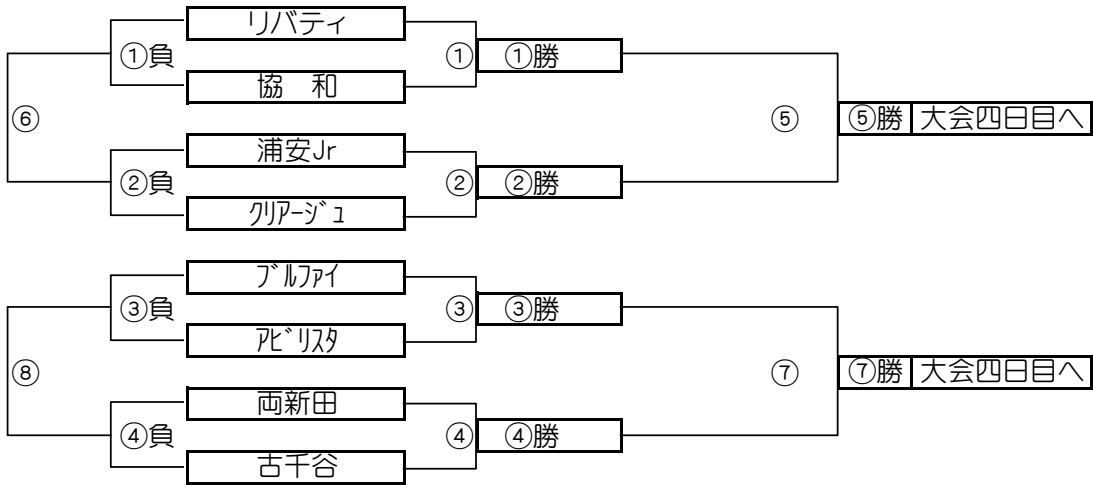 リバティ
①負 ① ①勝
協　和
⑥ ⑤ ⑤勝 大会四日目へ
浦安Jr
②負 ② ②勝
ｸﾘｱｰｼﾞｭ
ﾌﾞﾙﾌｧｲ
③負 ③ ③勝
ｱﾋﾞﾘｽﾀ
⑧ ⑦ ⑦勝 大会四日目へ
両新田
④負 ④ ④勝
古千谷